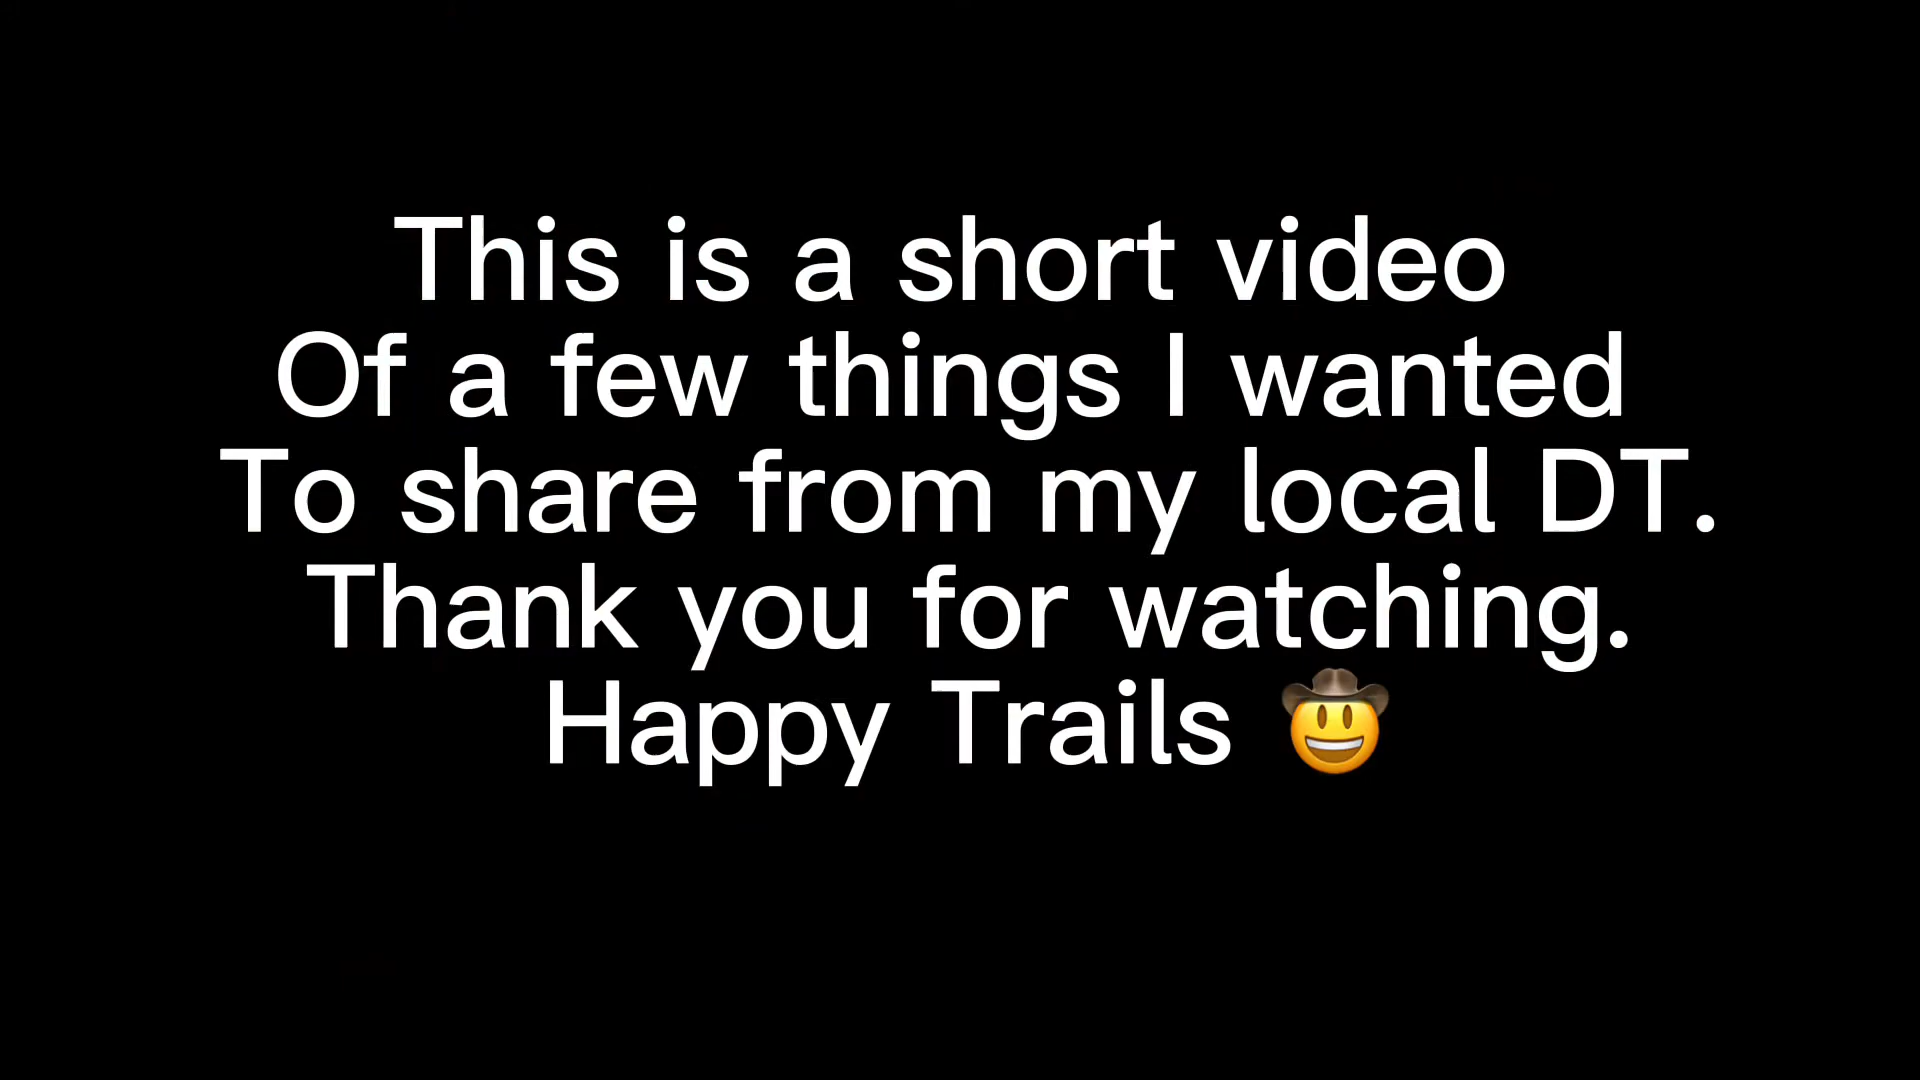 This is a short video
Of a few things I wanted
To share from my local DT.
Thank you for watching.
Happy Trails 🤠